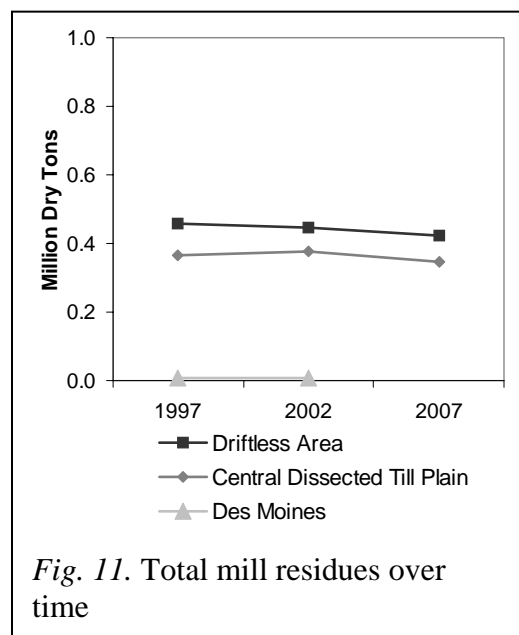 Million Dry Tons
1.0
0.8
0.6
0.4
0.2
0.0
1997 2002 2007
Driftless Area
Central Dissected Till Plain
Des Moines
Fig. 11. Total mill residues over
time